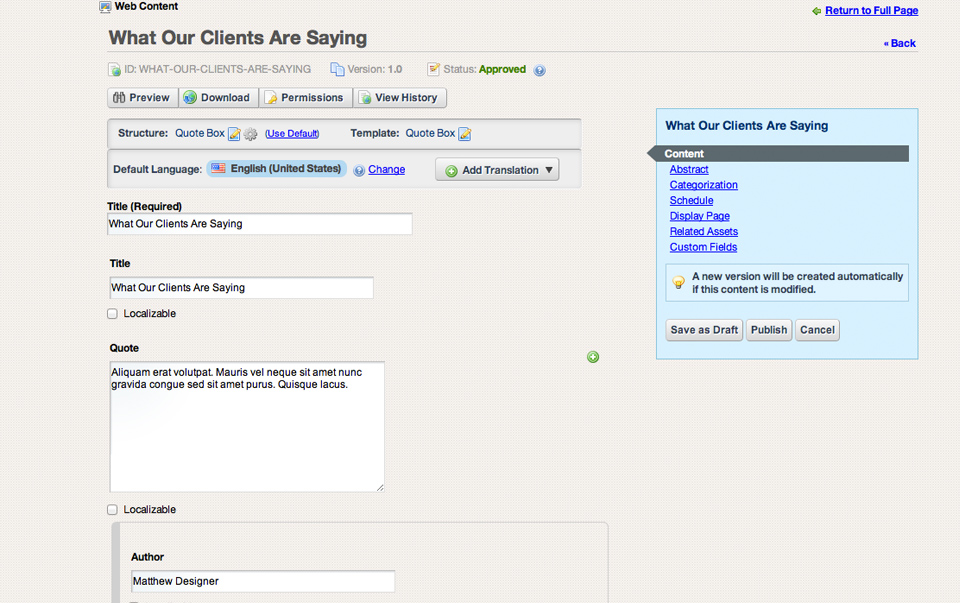 Web Content
Return to Full Page
What Our Clients Are Saying
« Back
ID: WHAT-OUR-CLIENTS-ARE-SAYING Version: 1.0 Status: Approved
Preview Download Permissions View History
Structure: Quote Box (Use Default) Template: Quote Box
Default Language: English (United States) Change Add Translation ▼
Title (Required)
What Our Clients Are Saying
Title
What Our Clients Are Saying
Localizable
Quote
Aliquam erat volutpat. Mauris vel neque sit amet nunc
gravida congue sed sit amet purus. Quisque lacus.
Localizable
Author
Matthew Designer
What Our Clients Are Saying
Content
Abstract
Categorization
Schedule
Display Page
Related Assets
Custom Fields
A new version will be created automatically
if this content is modified.
Save as Draft Publish Cancel